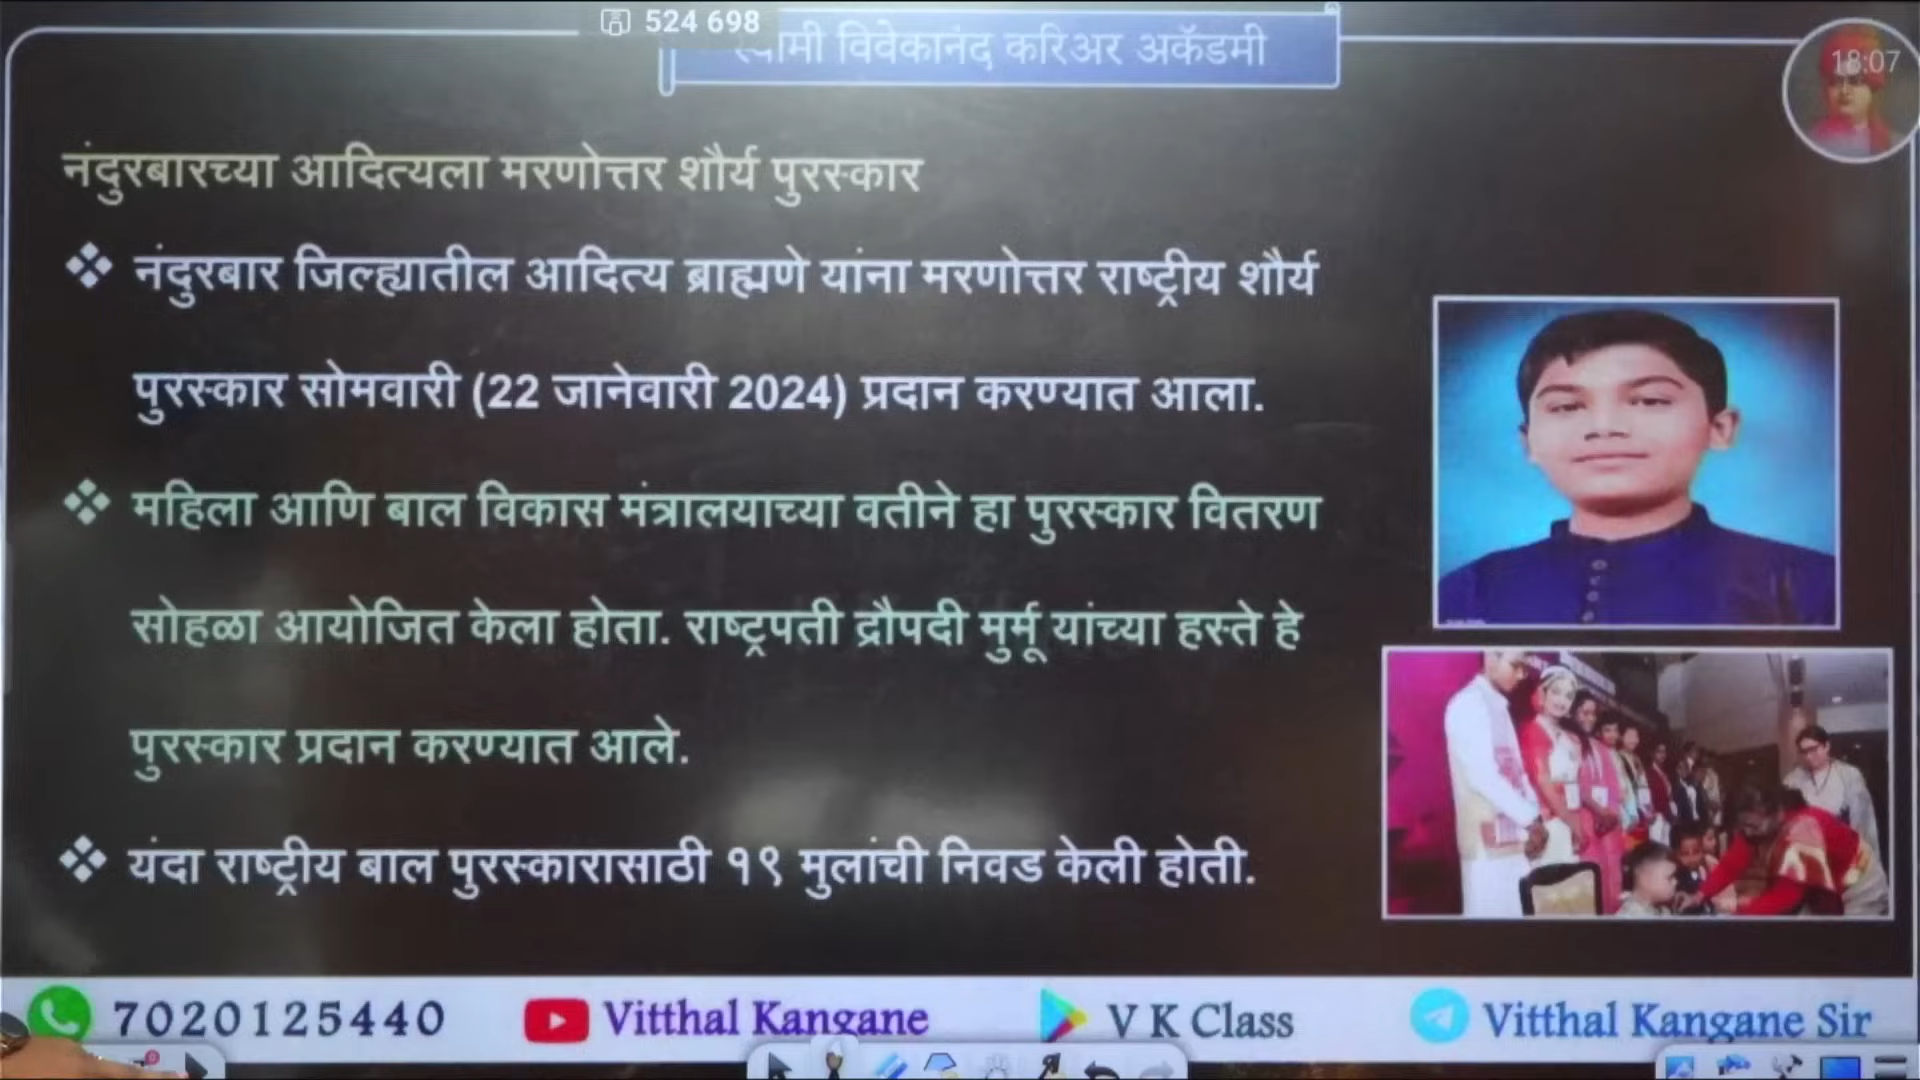 524 698
स्वामी विवेकानंद करिअर अकॅडमी
18:07
नंदुरबारच्या आदित्यला मरणोत्तर शौर्य पुरस्कार
❖ नंदुरबार जिल्ह्यातील आदित्य ब्राह्मणे यांना मरणोत्तर राष्ट्रीय शौर्य
पुरस्कार सोमवारी (22 जानेवारी 2024) प्रदान करण्यात आला.
❖ महिला आणि बाल विकास मंत्रालयाच्या वतीने हा पुरस्कार वितरण
सोहळा आयोजित केला होता. राष्ट्रपती द्रौपदी मुर्मू यांच्या हस्ते हे
पुरस्कार प्रदान करण्यात आले.
❖ यंदा राष्ट्रीय बाल पुरस्कारासाठी १९ मुलांची निवड केली होती.
7020125440 Vitthal Kangane V K Class Vitthal Kangane Sir